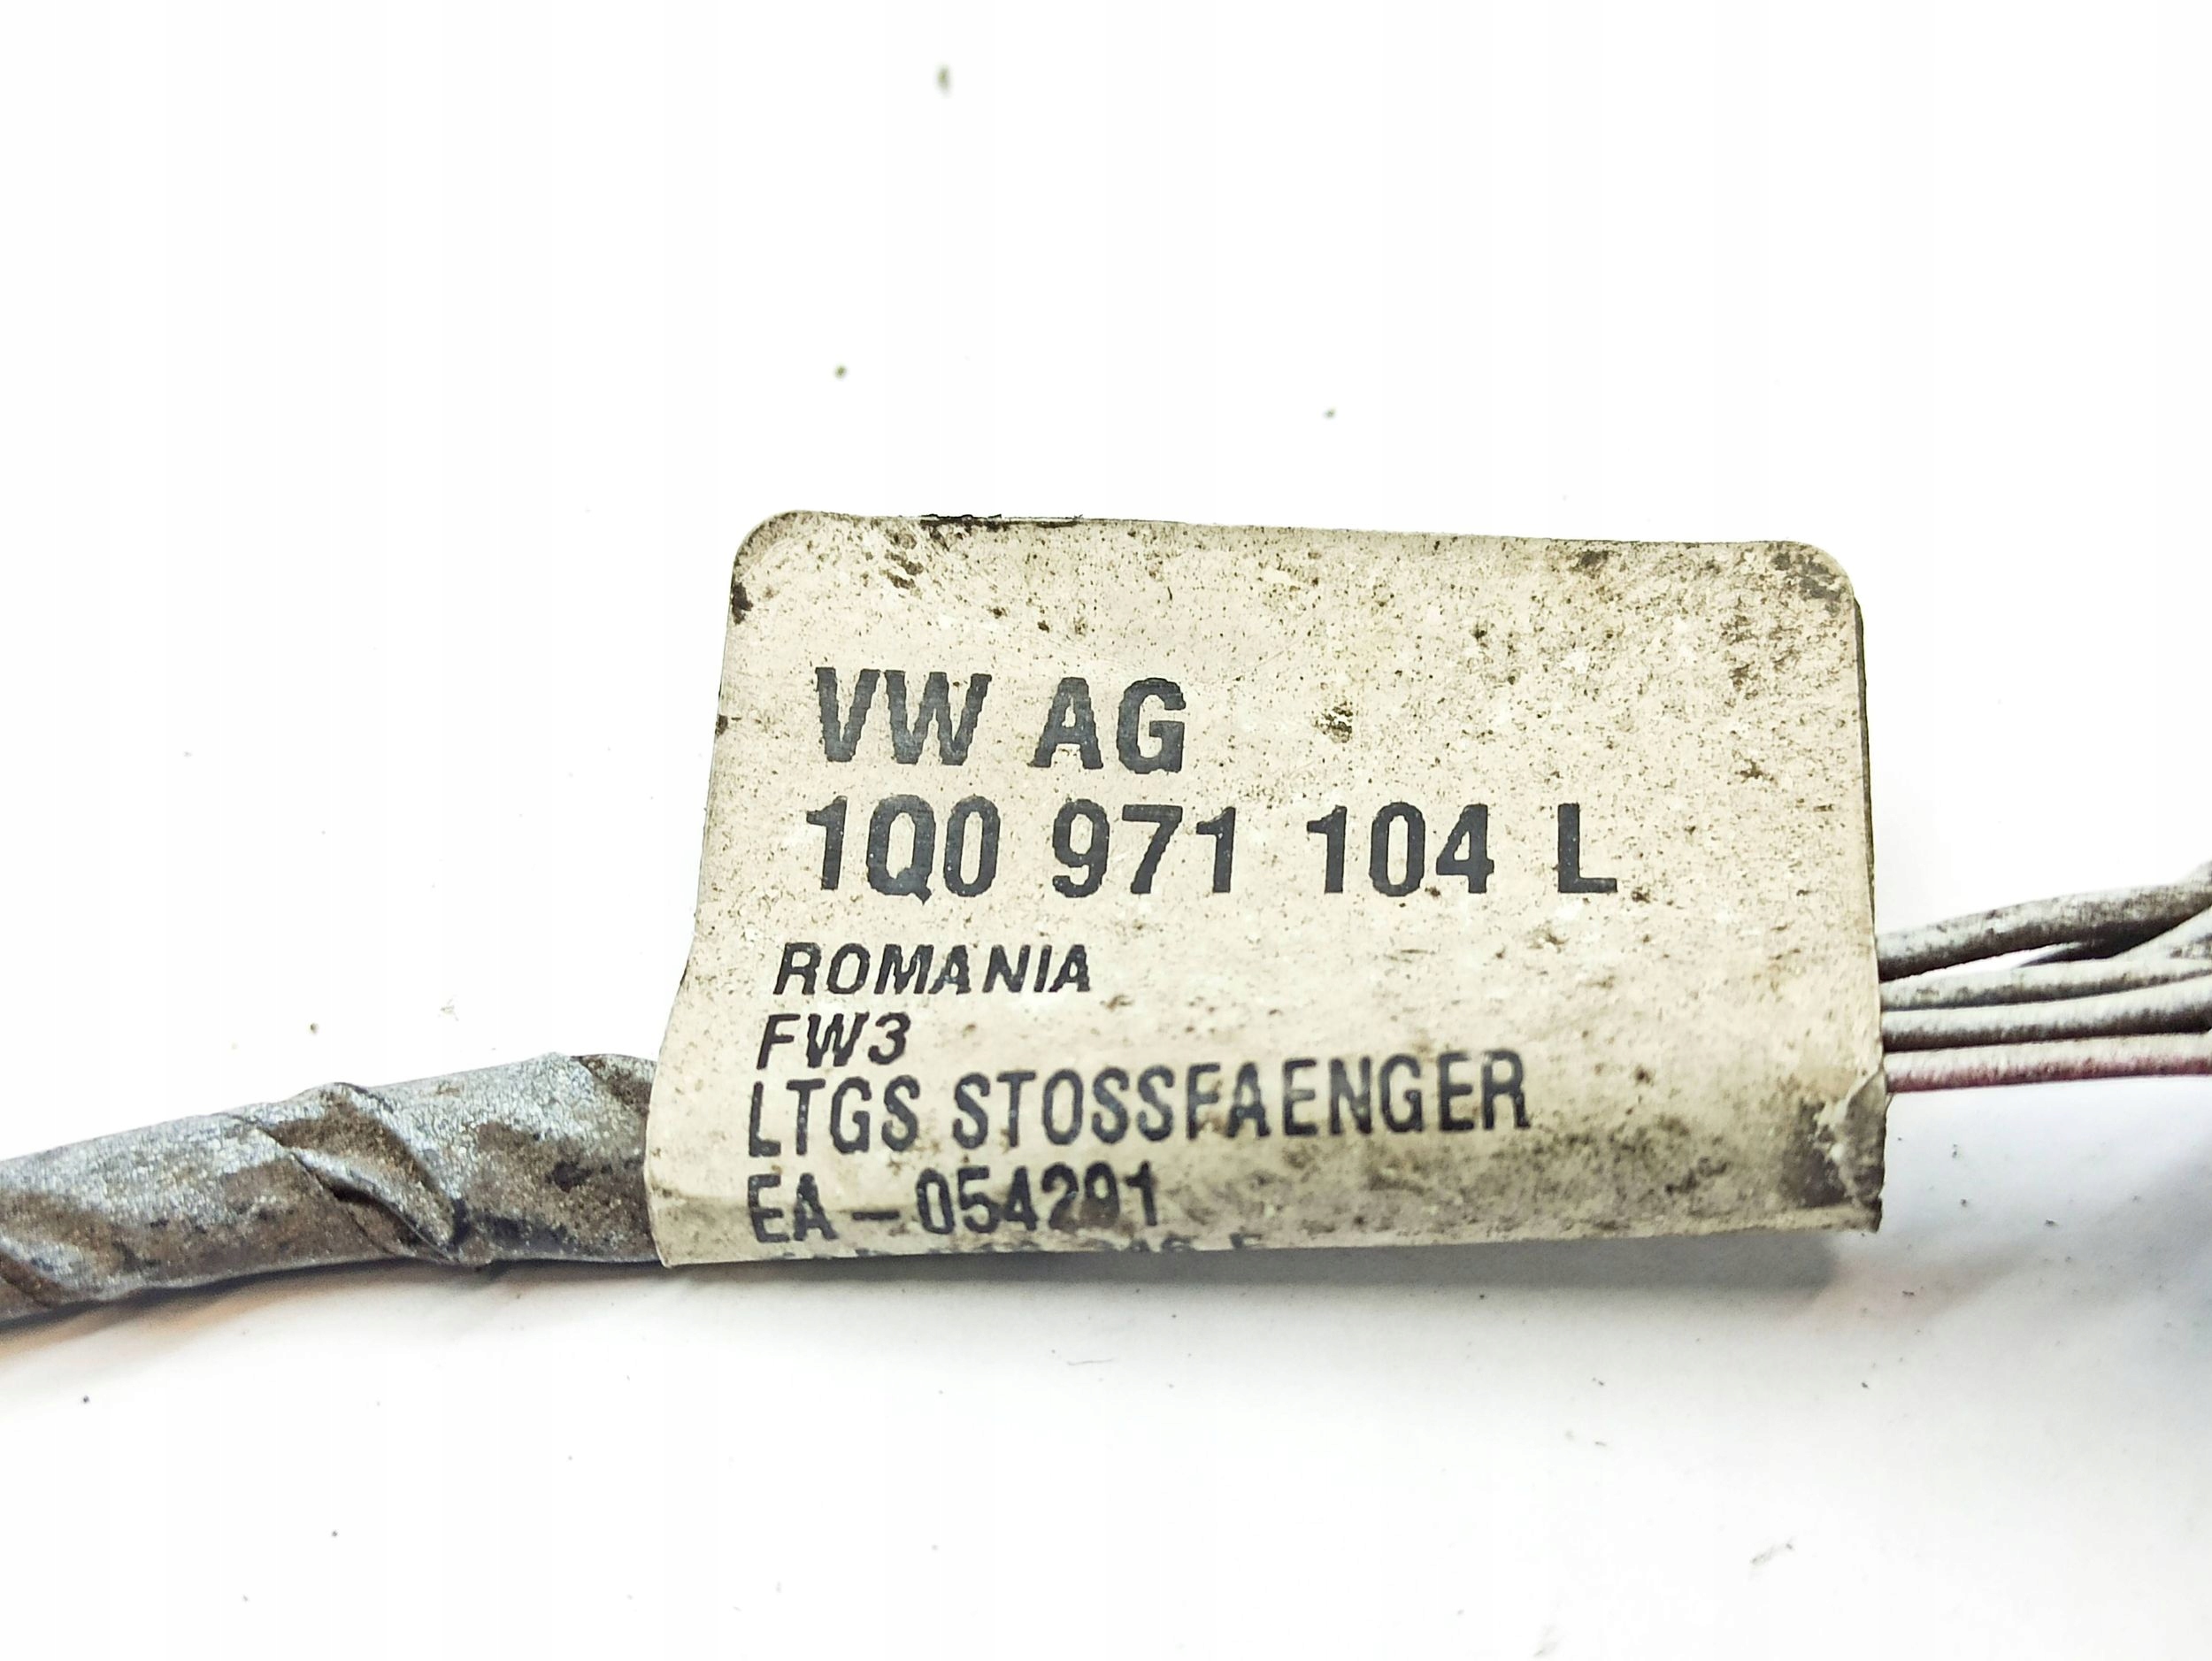 VW AG
1Q0 971 104 L
ROMANIA
FW3
LTGS STOSSFAENGER
EA - 054291